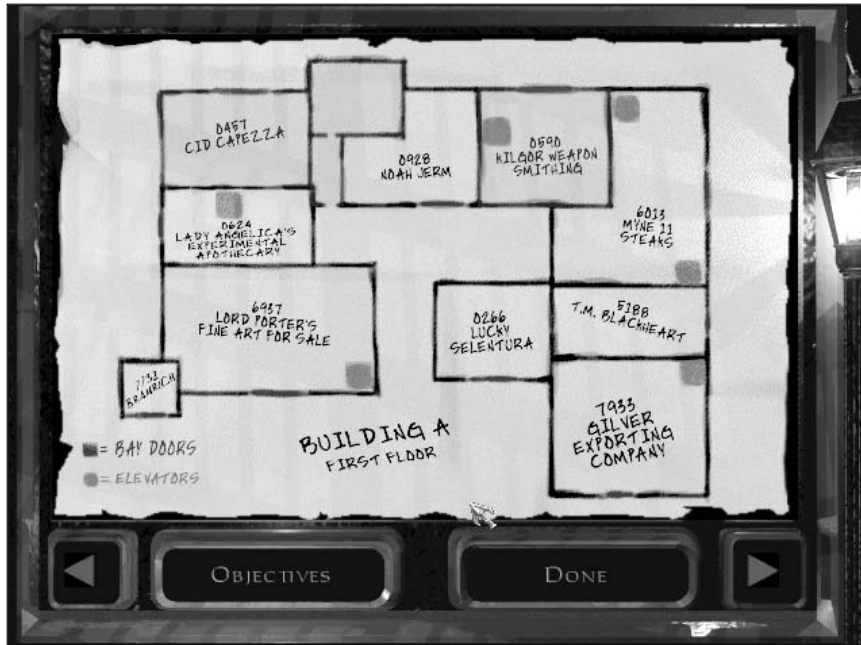 0457
CID CAPEZZA
0928
NOAH JERM
0590
KILGOR WEAPON
SMITHING
6013
MYNE 11
STEAKS
0624
LADY ANGELICA'S
EXPERIMENTAL
APOTHECARY
6937
LORD PORTER'S
FINE ART FOR SALE
0266
LUCKY
SELENTURA
5188
T.M. BLACKHEART
BRAMRICH
7933
GILVER
EXPORTING
COMPANY
BUILDING A
FIRST FLOOR
= BAY DOORS
= ELEVATORS
OBJECTIVES
DONE